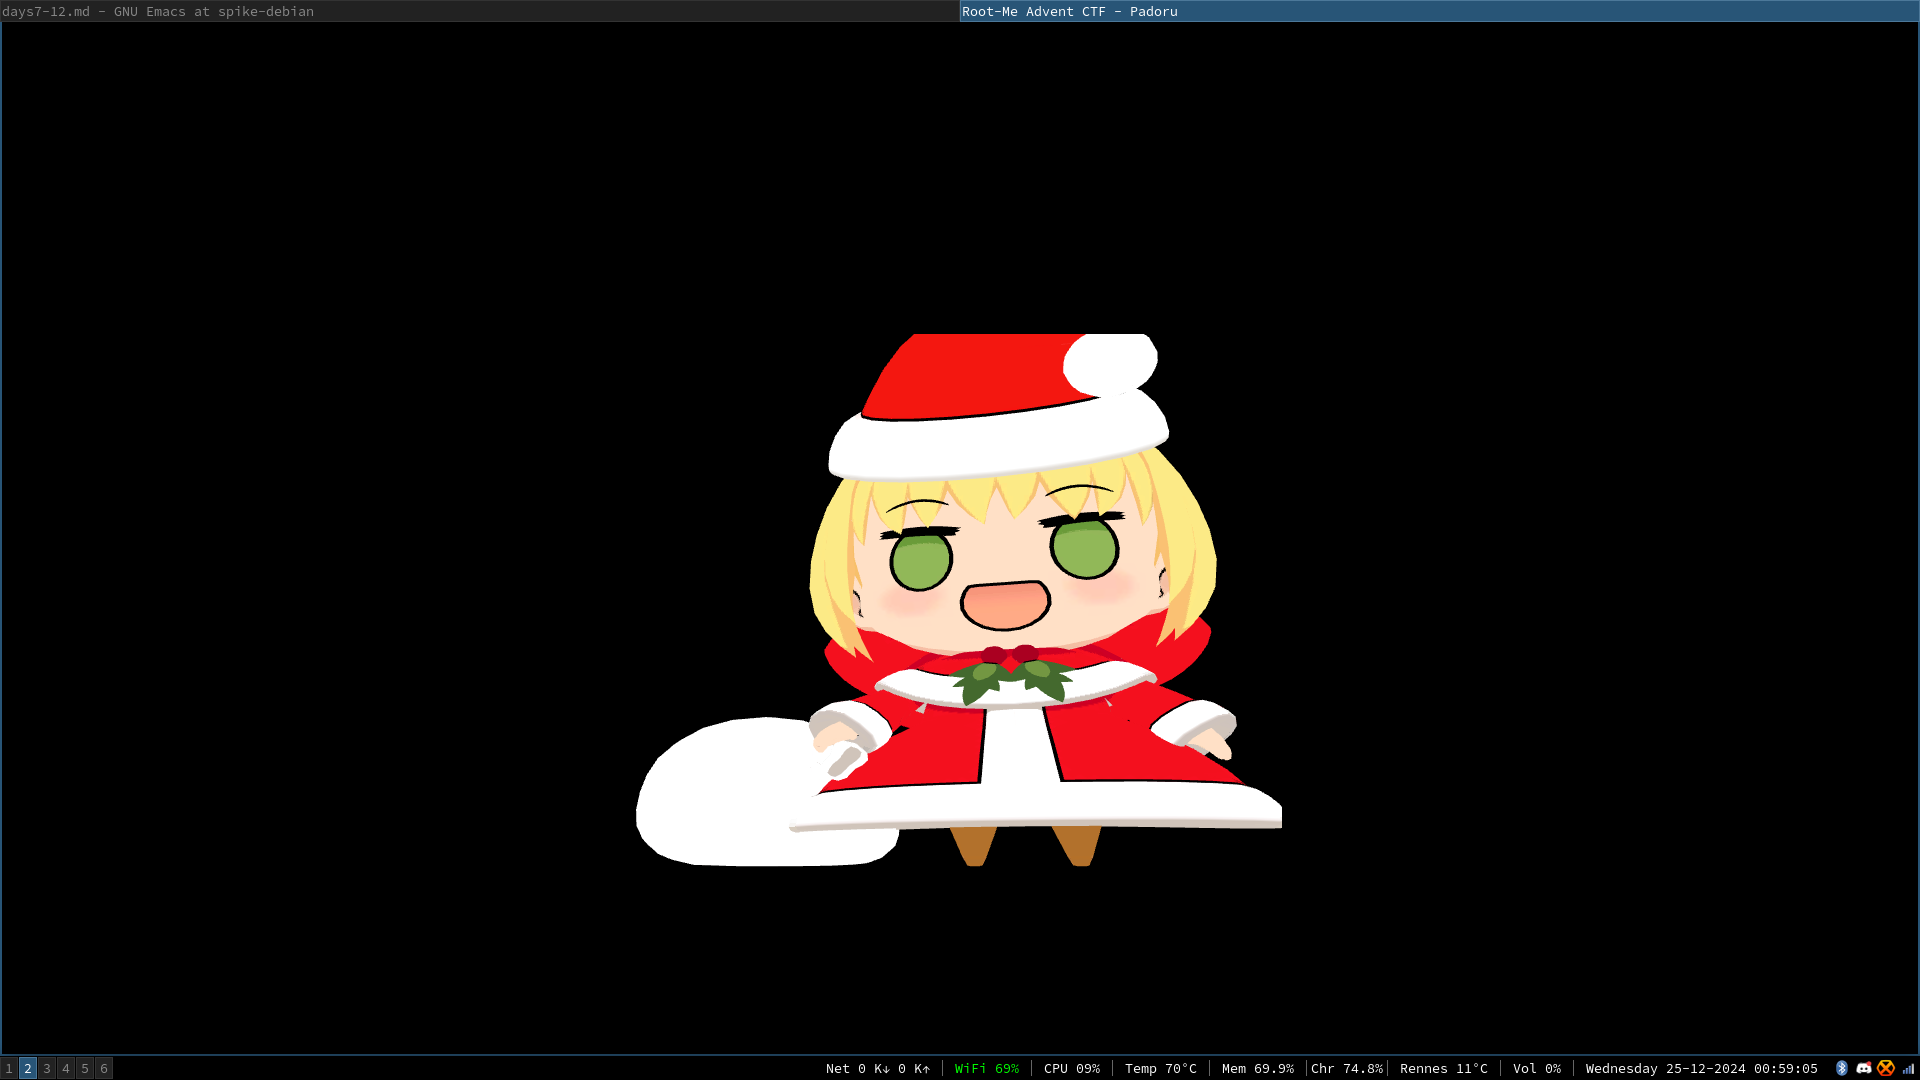 days7-12.md - GNU Emacs at spike-debian
Root-Me Advent CTF - Padoru
1 2 3 4 5 6
Net 0 K↓ 0 K↑ | WiFi 69% | CPU 09% | Temp 70°C | Mem 69.9% | Chr 74.8% | Rennes 11°C | Vol 0% | Wednesday 25-12-2024 00:59:05